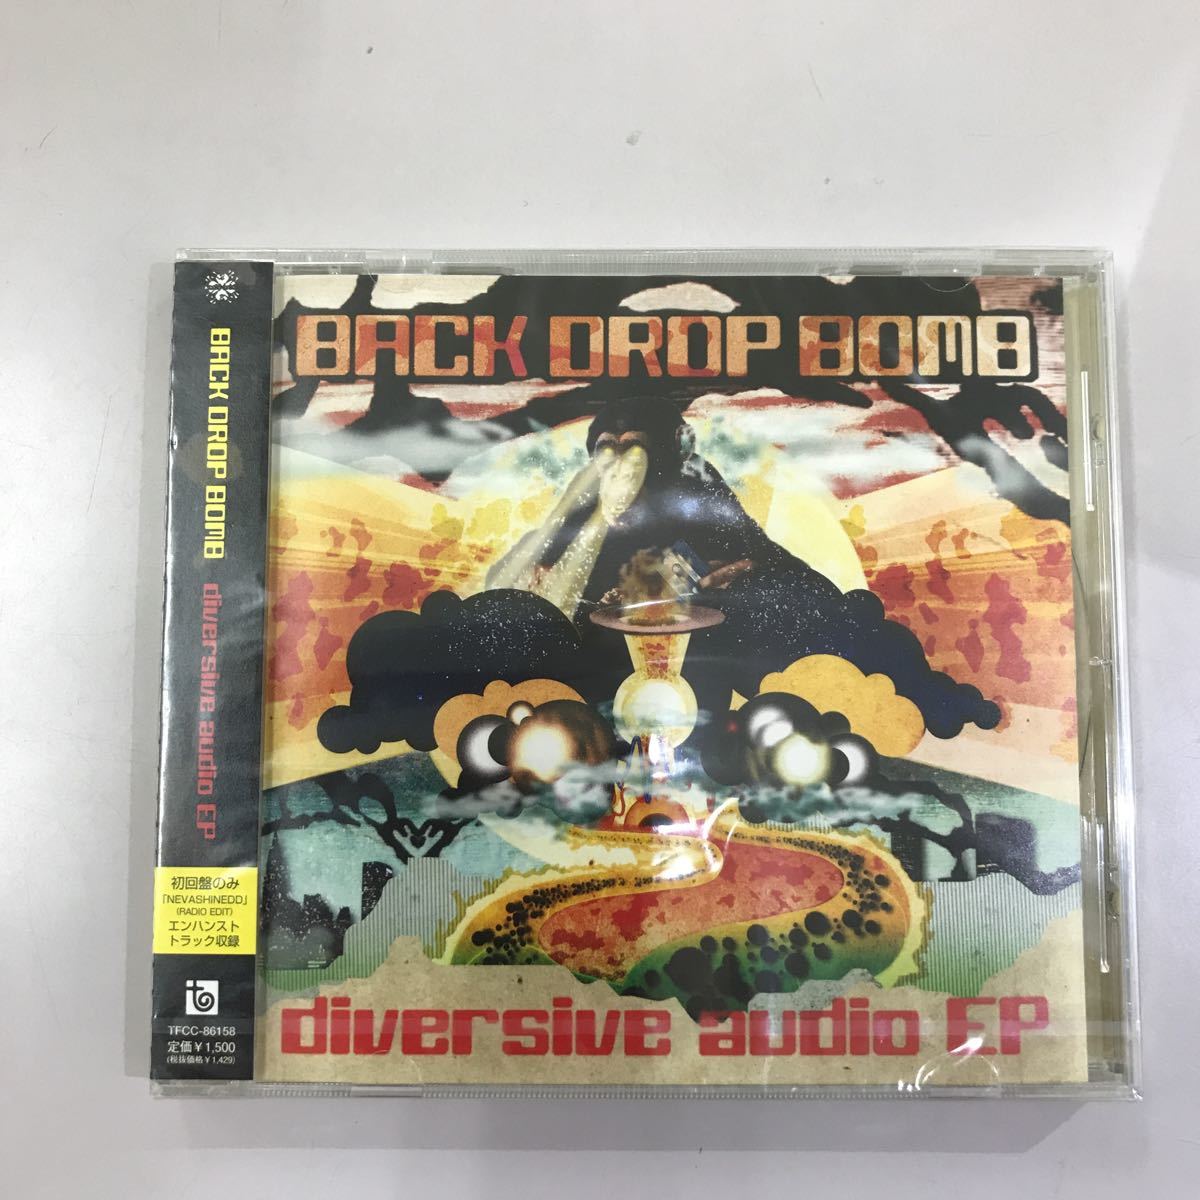 BACK DROP BOMB
diversive audio EP
BACK DROP BOMB diversive audio EP
初回盤のみ
「NEVASHINEDD」
(RADIO EDIT)
エンハンスト
トラック収録
TFCC-86158
定価¥1,500
(税抜価格¥1,429)